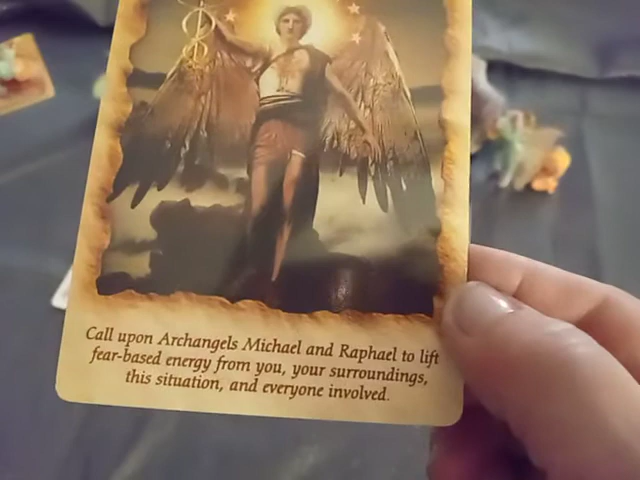 Call upon Archangels Michael and Raphael to lift
fear-based energy from you, your surroundings,
this situation, and everyone involved.